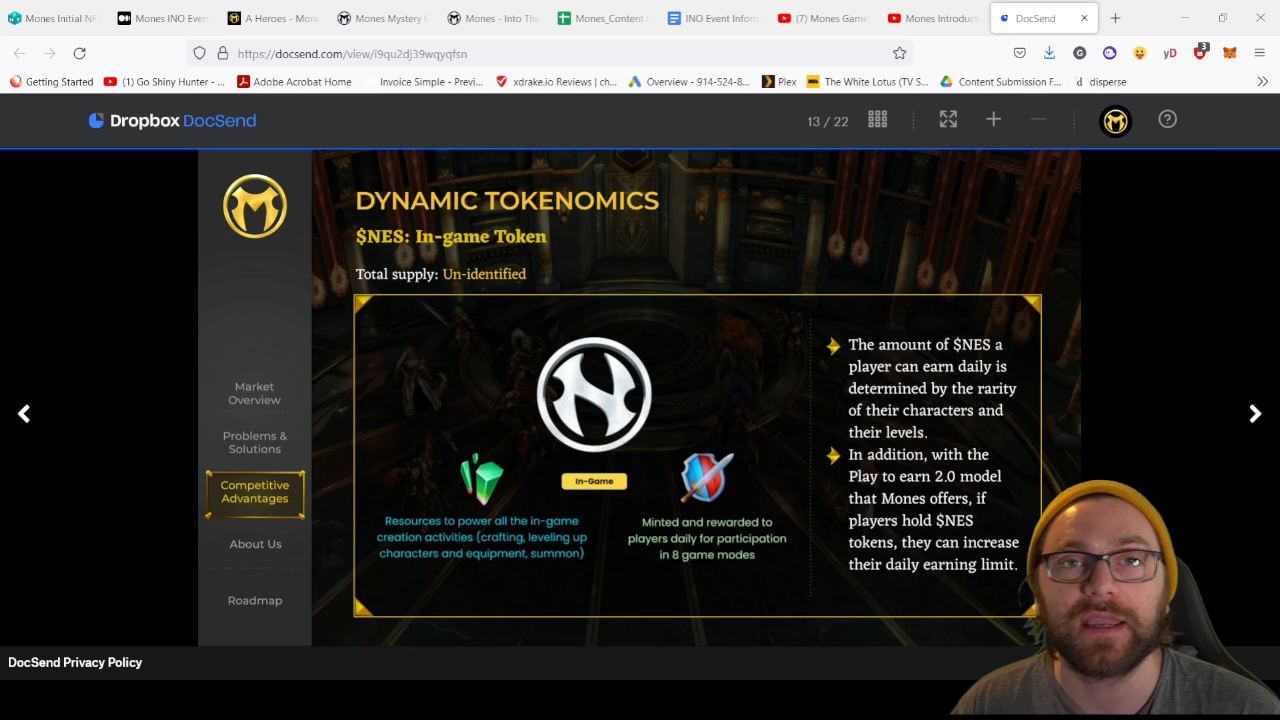 Mones Initial NF
Mones INO Even
A Heroes - Mone
Mones Mystery C
Mones - Into The
Mones_Content
INO Event Inform
(7) Mones Game
Mones Introduct
DocSend
https://docsend.com/view/i9qu2dj39wqyqfsn
G
yD
3
Getting Started
(1) Go Shiny Hunter - ...
Adobe Acrobat Home
Invoice Simple - Previ...
xdrake.io Reviews | ch...
Overview - 914-524-8...
Plex
The White Lotus (TV S...
Content Submission F...
d disperse
Dropbox DocSend
13 / 22
DYNAMIC TOKENOMICS
$NES: In-game Token
Total supply: Un-identified
Market
Overview
Problems &
Solutions
Competitive
Advantages
About Us
Roadmap
In-Game
Resources to power all the in-game
creation activities (crafting, leveling up
characters and equipment, summon)
Minted and rewarded to
players daily for participation
in 8 game modes
The amount of $NES a
player can earn daily is
determined by the rarity
of their characters and
their levels.
In addition, with the
Play to earn 2.0 model
that Mones offers, if
players hold $NES
tokens, they can increase
their daily earning limit.
DocSend Privacy Policy